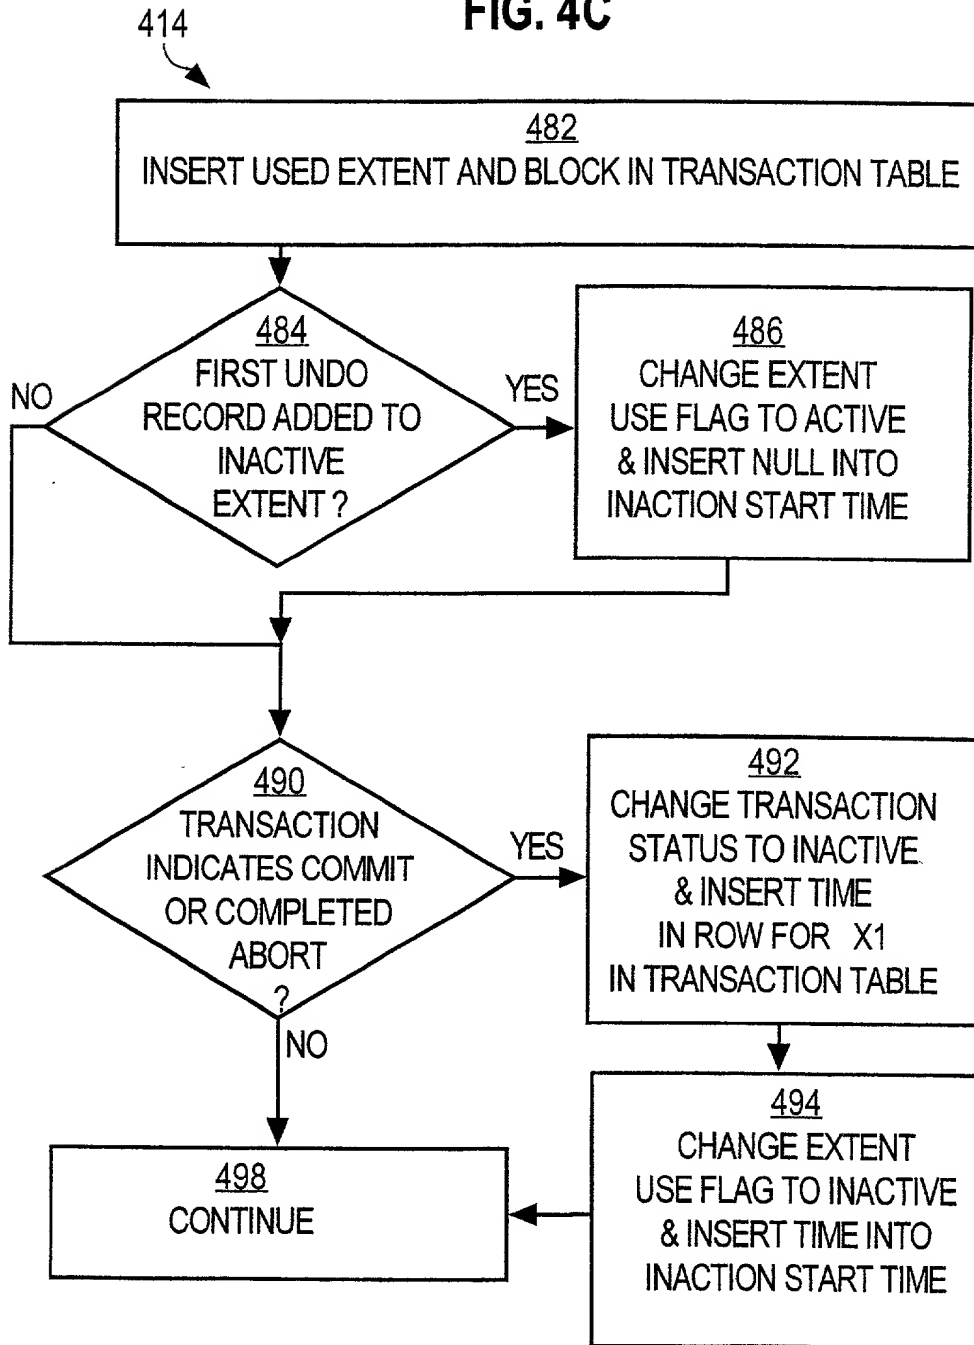 FIG. 4C
414
482
INSERT USED EXTENT AND BLOCK IN TRANSACTION TABLE
484
FIRST UNDO
RECORD ADDED TO
INACTIVE
EXTENT ?
NO
YES
486
CHANGE EXTENT
USE FLAG TO ACTIVE
& INSERT NULL INTO
INACTION START TIME
490
TRANSACTION
INDICATES COMMIT
OR COMPLETED
ABORT
?
YES
NO
492
CHANGE TRANSACTION
STATUS TO INACTIVE
& INSERT TIME
IN ROW FOR X1
IN TRANSACTION TABLE
494
CHANGE EXTENT
USE FLAG TO INACTIVE
& INSERT TIME INTO
INACTION START TIME
498
CONTINUE